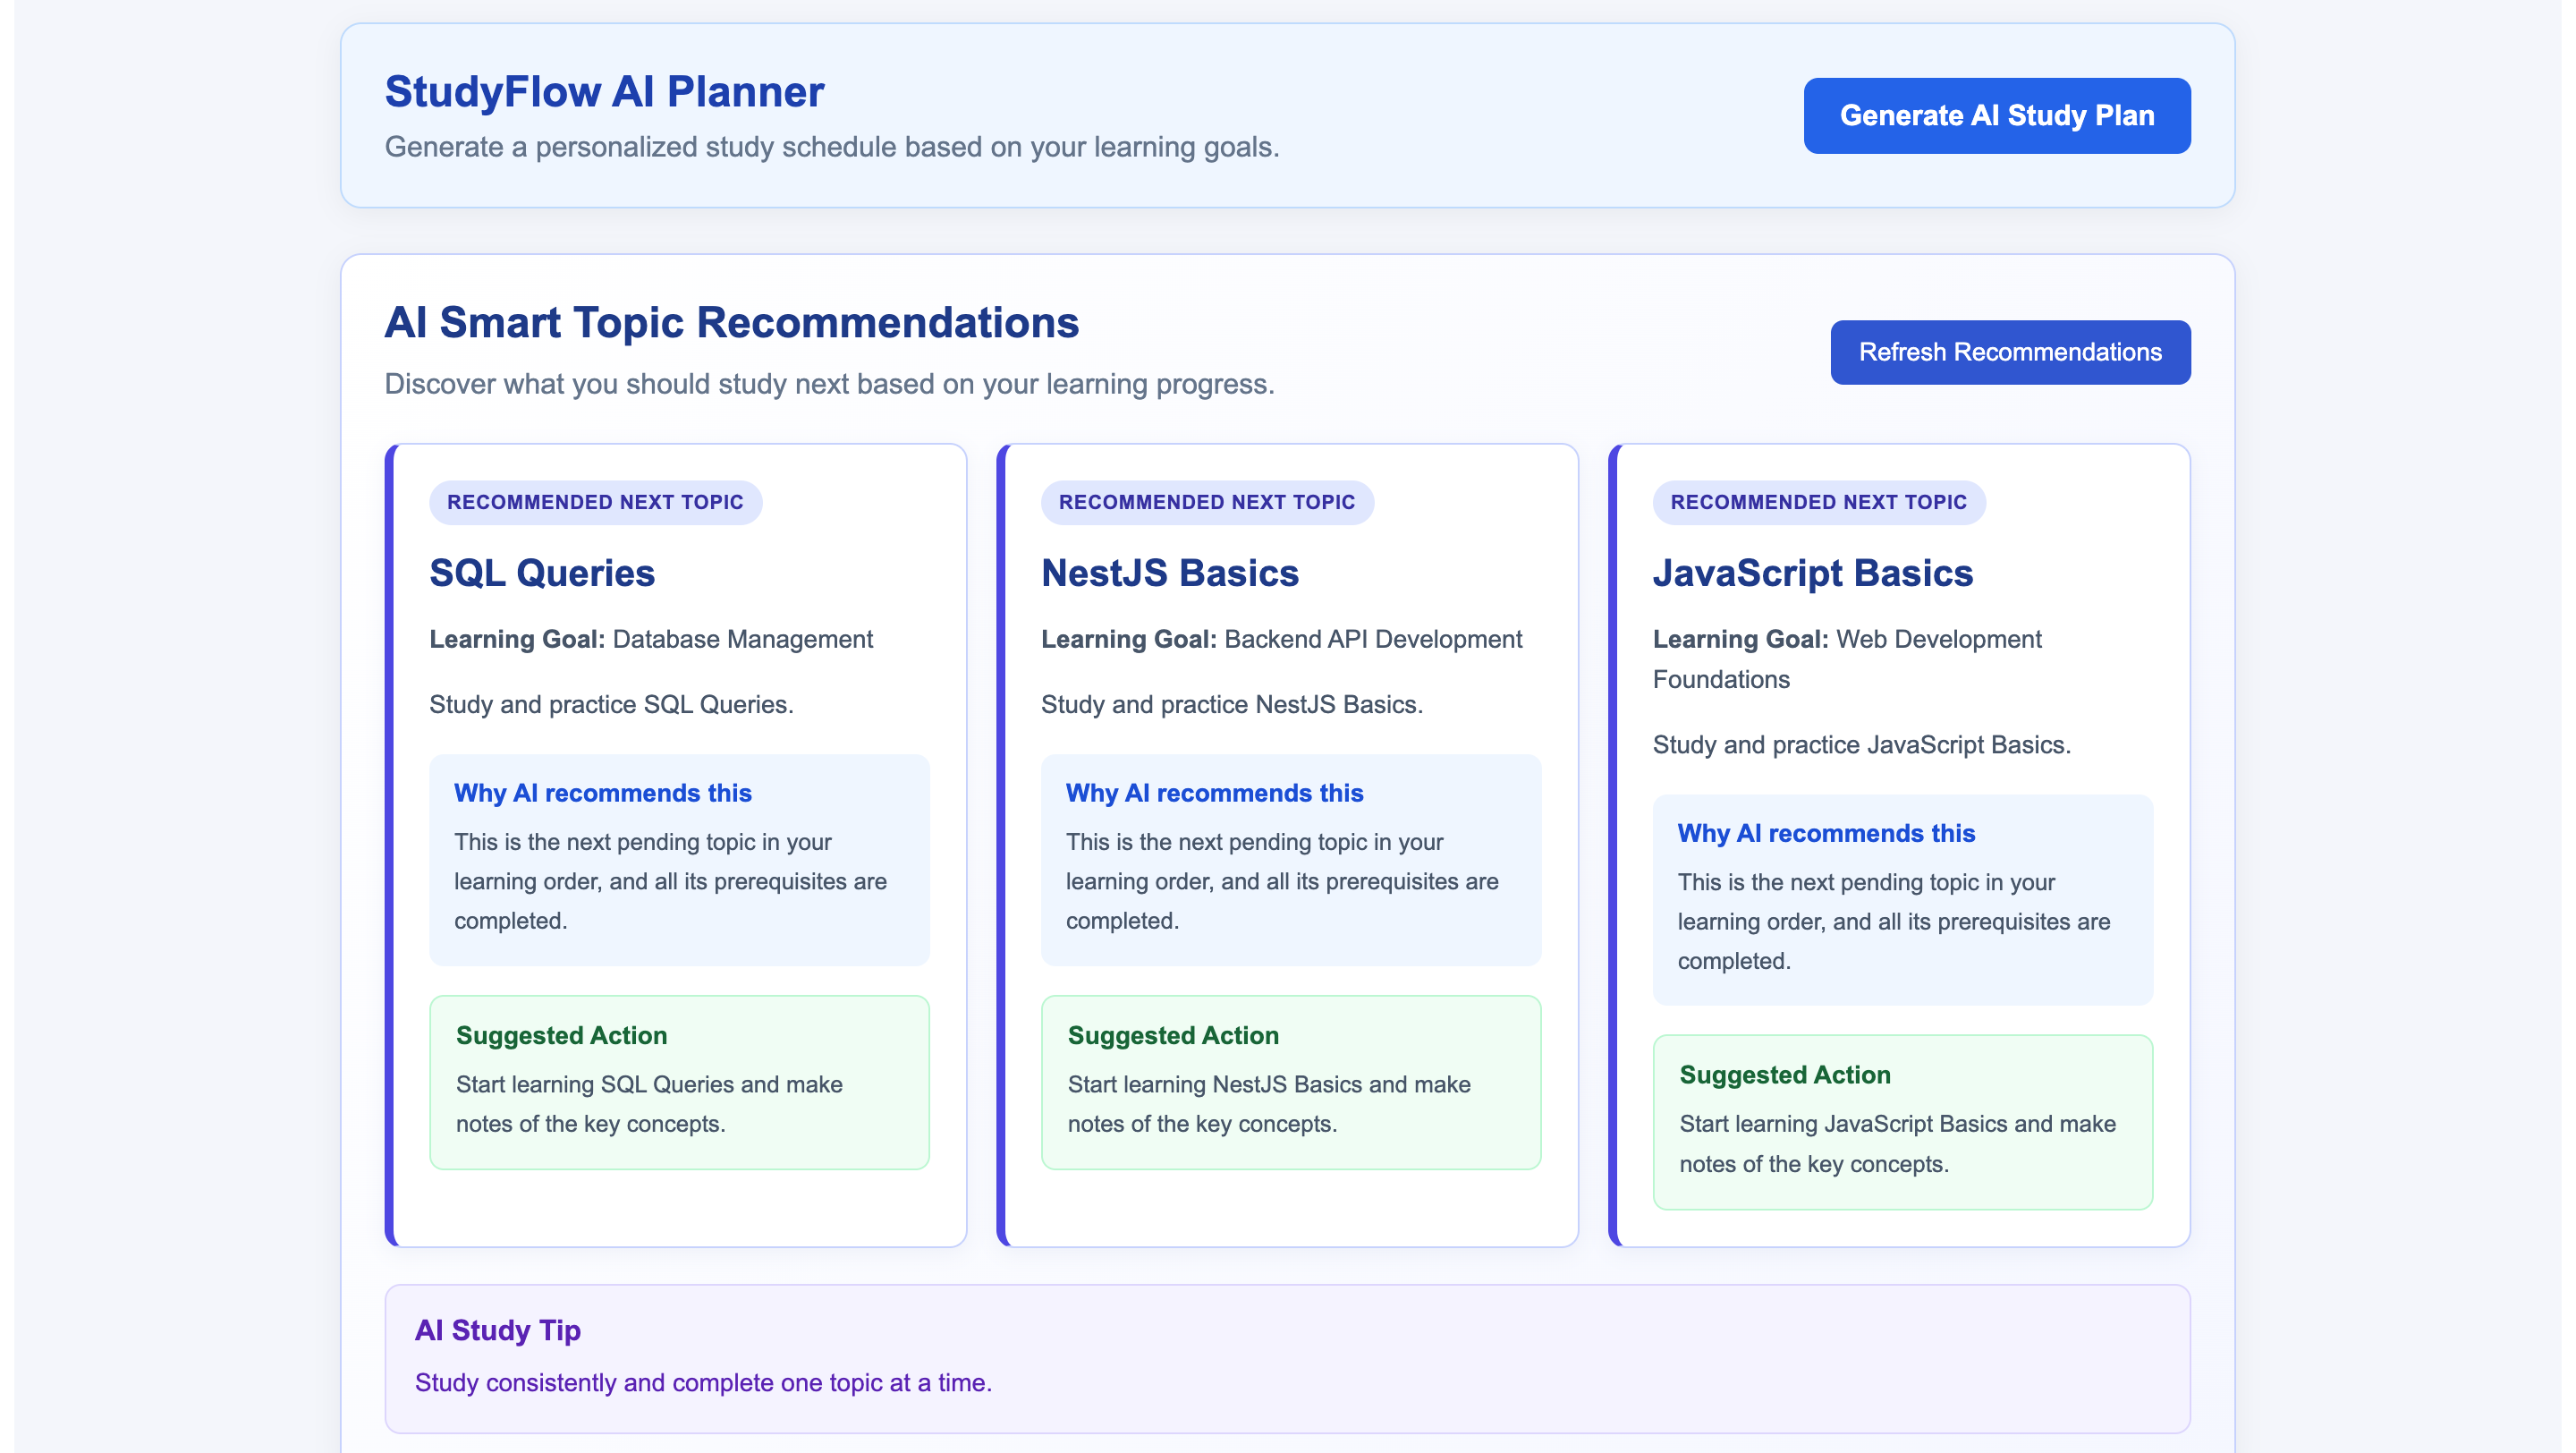 StudyFlow AI Planner
Generate a personalized study schedule based on your learning goals.
Generate AI Study Plan
AI Smart Topic Recommendations
Discover what you should study next based on your learning progress.
Refresh Recommendations
RECOMMENDED NEXT TOPIC
SQL Queries
Learning Goal: Database Management
Study and practice SQL Queries.
Why AI recommends this
This is the next pending topic in your
learning order, and all its prerequisites are
completed.
Suggested Action
Start learning SQL Queries and make
notes of the key concepts.
RECOMMENDED NEXT TOPIC
NestJS Basics
Learning Goal: Backend API Development
Study and practice NestJS Basics.
Why AI recommends this
This is the next pending topic in your
learning order, and all its prerequisites are
completed.
Suggested Action
Start learning NestJS Basics and make
notes of the key concepts.
RECOMMENDED NEXT TOPIC
JavaScript Basics
Learning Goal: Web Development
Foundations
Study and practice JavaScript Basics.
Why AI recommends this
This is the next pending topic in your
learning order, and all its prerequisites are
completed.
Suggested Action
Start learning JavaScript Basics and make
notes of the key concepts.
AI Study Tip
Study consistently and complete one topic at a time.